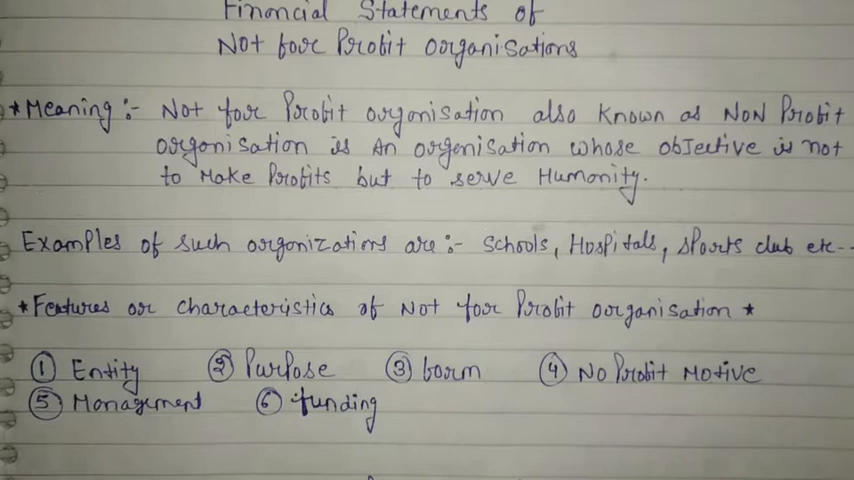 Financial Statements of
Not for Profit organisations
* Meaning :- Not for Profit organisation also known as Non Profit
organisation is An organisation whose objective is not
to Make Profits but to serve Humanity.
Examples of such organizations are :- Schools, Hospitals, Sports club etc--
* Features or characteristics of Not for Profit organisation *
① Entity ② Purpose ③ form ④ No Profit Motive
⑤ Management ⑥ funding